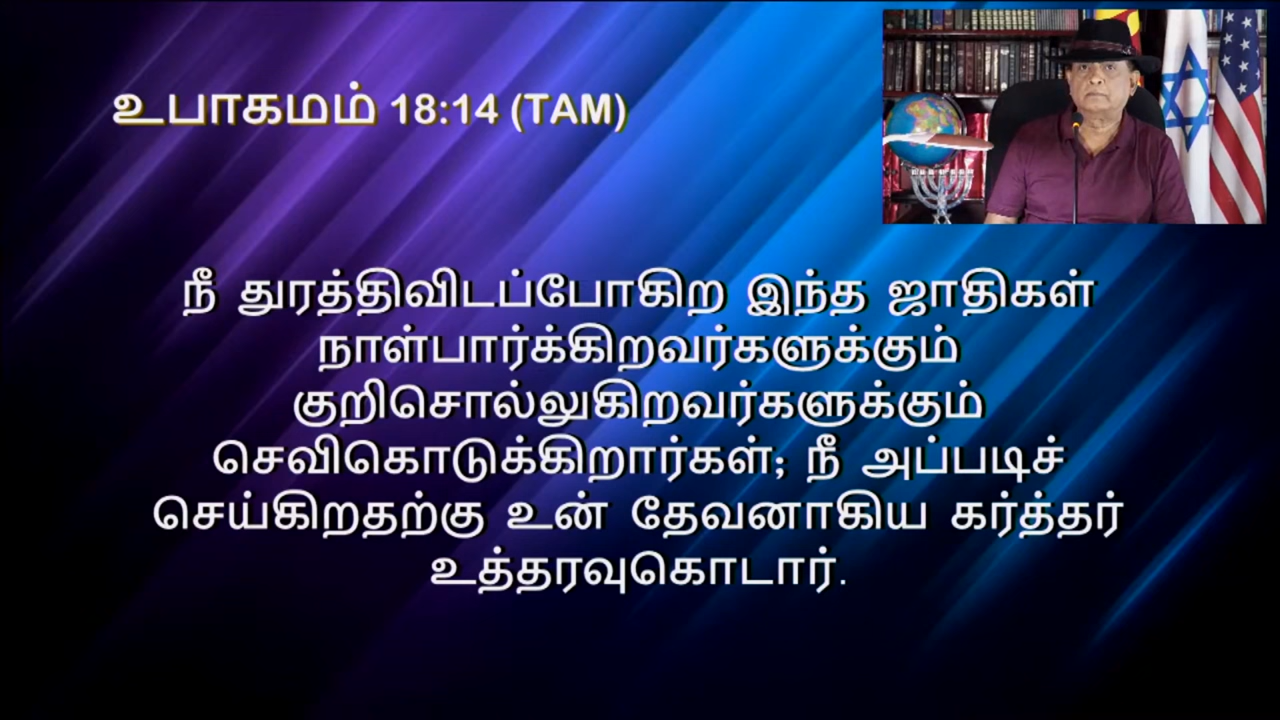 உபாகமம் 18:14 (TAM)
நீ துரத்திவிடப்போகிற இந்த ஜாதிகள்
நாள்பார்க்கிறவர்களுக்கும்
குறிசொல்லுகிறவர்களுக்கும்
செவிகொடுக்கிறார்கள்; நீ அப்படிச்
செய்கிறதற்கு உன் தேவனாகிய கர்த்தர்
உத்தரவுகொடார்.